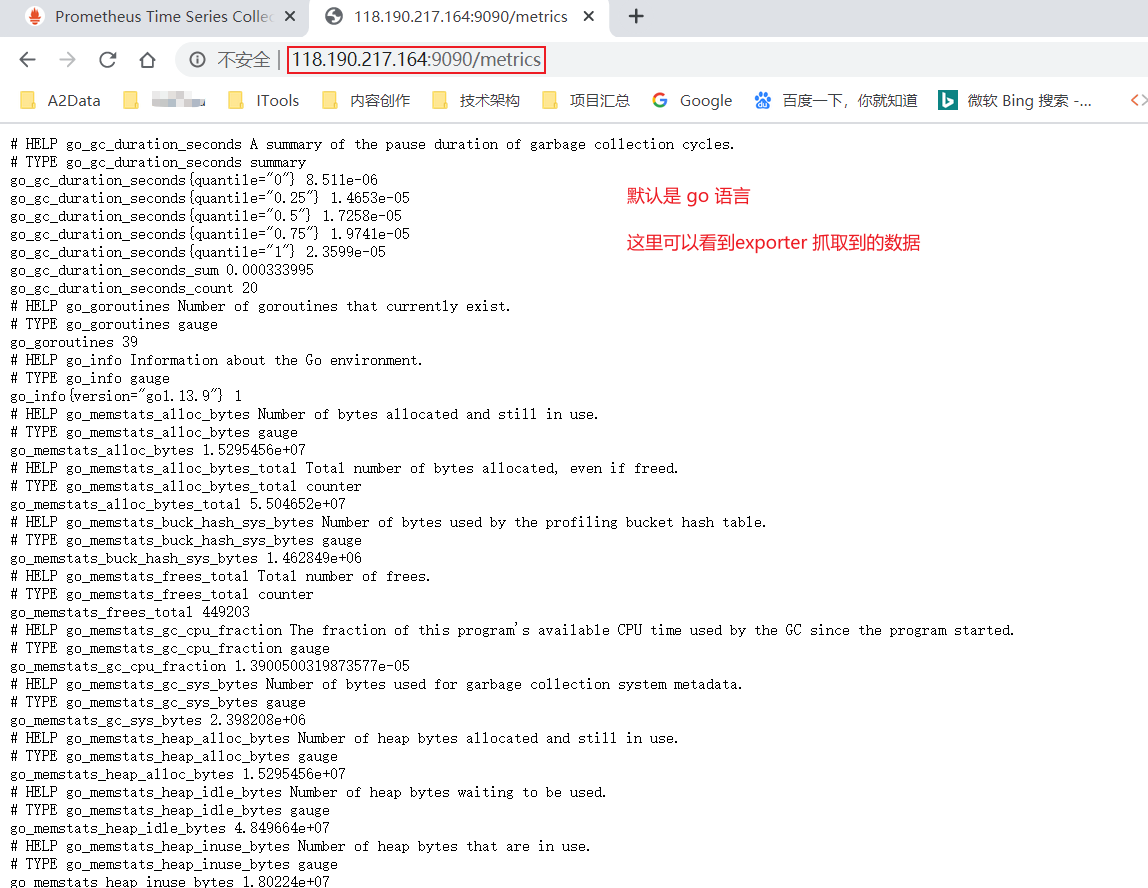 Prometheus Time Series Collec
118.190.217.164:9090/metrics
不安全 | 118.190.217.164:9090/metrics
A2Data
ITools
内容创作
技术架构
项目汇总
Google
百度一下，你就知道
微软 Bing 搜索 -...
# HELP go_gc_duration_seconds A summary of the pause duration of garbage collection cycles.
# TYPE go_gc_duration_seconds summary
go_gc_duration_seconds{quantile="0"} 8.511e-06
go_gc_duration_seconds{quantile="0.25"} 1.4653e-05
默认是 go 语言
go_gc_duration_seconds{quantile="0.5"} 1.7258e-05
go_gc_duration_seconds{quantile="0.75"} 1.9741e-05
这里可以看到exporter 抓取到的数据
go_gc_duration_seconds{quantile="1"} 2.3599e-05
go_gc_duration_seconds_sum 0.000333995
go_gc_duration_seconds_count 20
# HELP go_goroutines Number of goroutines that currently exist.
# TYPE go_goroutines gauge
go_goroutines 39
# HELP go_info Information about the Go environment.
# TYPE go_info gauge
go_info{version="go1.13.9"} 1
# HELP go_memstats_alloc_bytes Number of bytes allocated and still in use.
# TYPE go_memstats_alloc_bytes gauge
go_memstats_alloc_bytes 1.5295456e+07
# HELP go_memstats_alloc_bytes_total Total number of bytes allocated, even if freed.
# TYPE go_memstats_alloc_bytes_total counter
go_memstats_alloc_bytes_total 5.504652e+07
# HELP go_memstats_buck_hash_sys_bytes Number of bytes used by the profiling bucket hash table.
# TYPE go_memstats_buck_hash_sys_bytes gauge
go_memstats_buck_hash_sys_bytes 1.462849e+06
# HELP go_memstats_frees_total Total number of frees.
# TYPE go_memstats_frees_total counter
go_memstats_frees_total 449203
# HELP go_memstats_gc_cpu_fraction The fraction of this program's available CPU time used by the GC since the program started.
# TYPE go_memstats_gc_cpu_fraction gauge
go_memstats_gc_cpu_fraction 1.3900500319873577e-05
# HELP go_memstats_gc_sys_bytes Number of bytes used for garbage collection system metadata.
# TYPE go_memstats_gc_sys_bytes gauge
go_memstats_gc_sys_bytes 2.398208e+06
# HELP go_memstats_heap_alloc_bytes Number of heap bytes allocated and still in use.
# TYPE go_memstats_heap_alloc_bytes gauge
go_memstats_heap_alloc_bytes 1.5295456e+07
# HELP go_memstats_heap_idle_bytes Number of heap bytes waiting to be used.
# TYPE go_memstats_heap_idle_bytes gauge
go_memstats_heap_idle_bytes 4.849664e+07
# HELP go_memstats_heap_inuse_bytes Number of heap bytes that are in use.
# TYPE go_memstats_heap_inuse_bytes gauge
go_memstats_heap_inuse_bytes 1.80224e+07